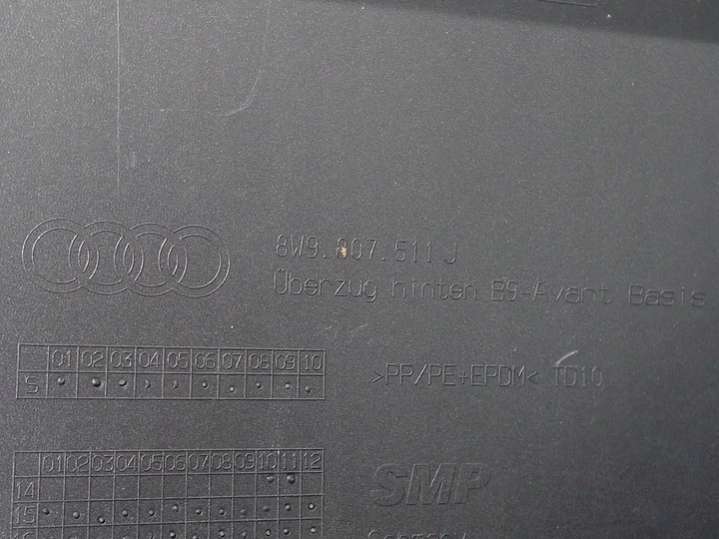 8W9.807.511 J
Überzug hinten B9-Avant Basis
01 02 03 04 05 06 07 08 09 10
S
>PP/PE+EPDM< TD10
01 02 03 04 05 06 07 08 09 10 11 12
14
SMP
15
Germany